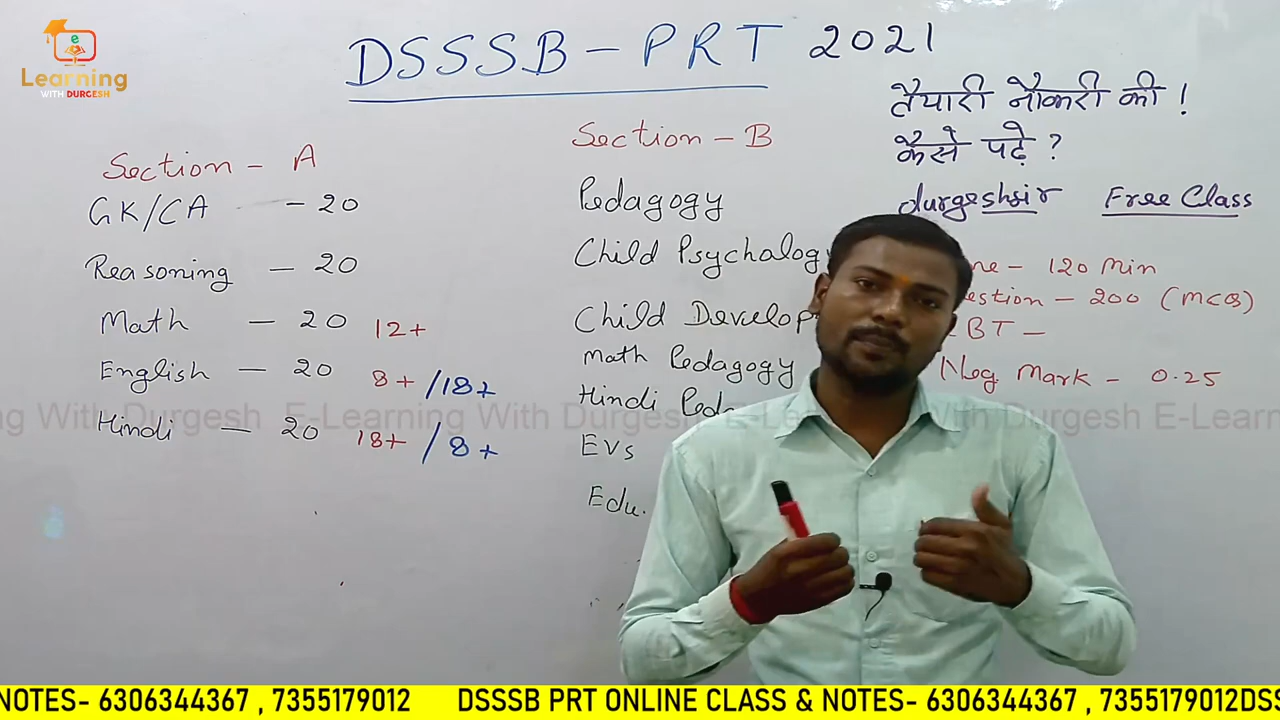 e
Learning
WITH DURGESH
DSSSB - PRT 2021
तैयारी नौकरी की !
कैसे पढ़े ?
durgeshsir Free Class
Section - A
GK/CA - 20
Reasoning - 20
Math - 20 12+
English - 20 8+ / 18+
Hindi - 20 18+ / 8+
Section - B
Pedagogy
Child Psycholog
Child Develop
Math Pedagogy
Hindi Peda
EVs
Edu.
me - 120 Min
estion - 200 (MCQ)
BT -
Neg Mark - 0.25
ng With Durgesh E-Learning With Durgesh E-Learn
NOTES- 6306344367 , 7355179012 DSSSB PRT ONLINE CLASS & NOTES- 6306344367 , 7355179012DSS